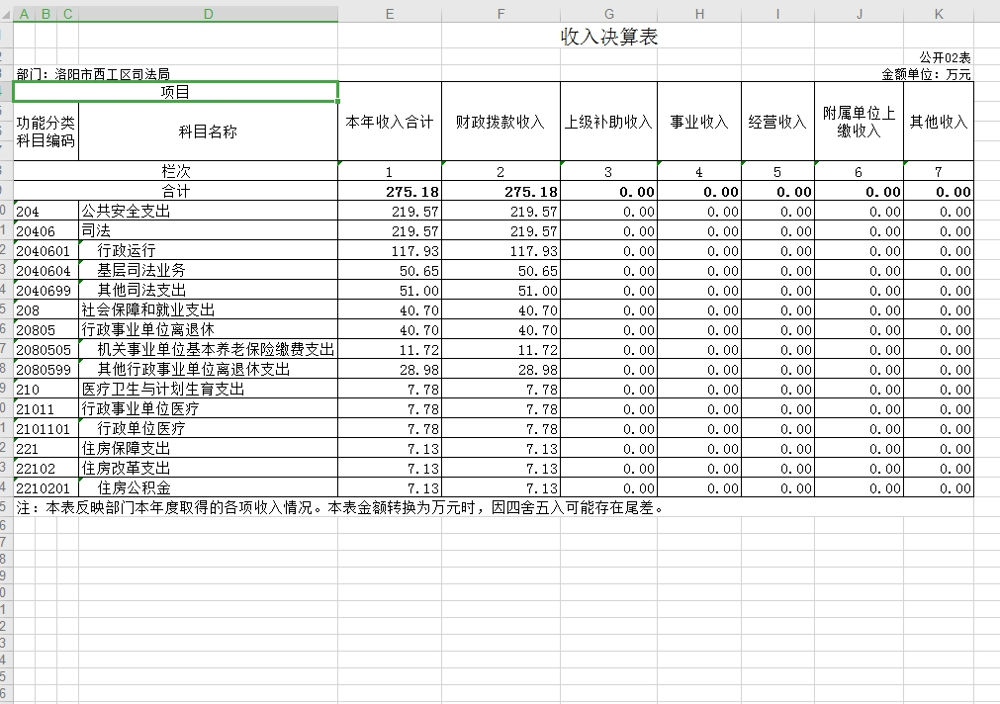 A B C D E F G H I J K
收入决算表
公开02表
部门：洛阳市西工区司法局 金额单位：万元
项目 本年收入合计 财政拨款收入 上级补助收入 事业收入 经营收入 附属单位上 其他收入
缴收入
功能分类 科目名称
科目编码
栏次 1 2 3 4 5 6 7
合计 275.18 275.18 0.00 0.00 0.00 0.00 0.00
204 公共安全支出 219.57 219.57 0.00 0.00 0.00 0.00 0.00
20406 司法 219.57 219.57 0.00 0.00 0.00 0.00 0.00
2040601 行政运行 117.93 117.93 0.00 0.00 0.00 0.00 0.00
2040604 基层司法业务 50.65 50.65 0.00 0.00 0.00 0.00 0.00
2040699 其他司法支出 51.00 51.00 0.00 0.00 0.00 0.00 0.00
208 社会保障和就业支出 40.70 40.70 0.00 0.00 0.00 0.00 0.00
20805 行政事业单位离退休 40.70 40.70 0.00 0.00 0.00 0.00 0.00
2080505 机关事业单位基本养老保险缴费支出 11.72 11.72 0.00 0.00 0.00 0.00 0.00
2080599 其他行政事业单位离退休支出 28.98 28.98 0.00 0.00 0.00 0.00 0.00
210 医疗卫生与计划生育支出 7.78 7.78 0.00 0.00 0.00 0.00 0.00
21011 行政事业单位医疗 7.78 7.78 0.00 0.00 0.00 0.00 0.00
2101101 行政单位医疗 7.78 7.78 0.00 0.00 0.00 0.00 0.00
221 住房保障支出 7.13 7.13 0.00 0.00 0.00 0.00 0.00
22102 住房改革支出 7.13 7.13 0.00 0.00 0.00 0.00 0.00
2210201 住房公积金 7.13 7.13 0.00 0.00 0.00 0.00 0.00
注：本表反映部门本年度取得的各项收入情况。本表金额转换为万元时，因四舍五入可能存在尾差。